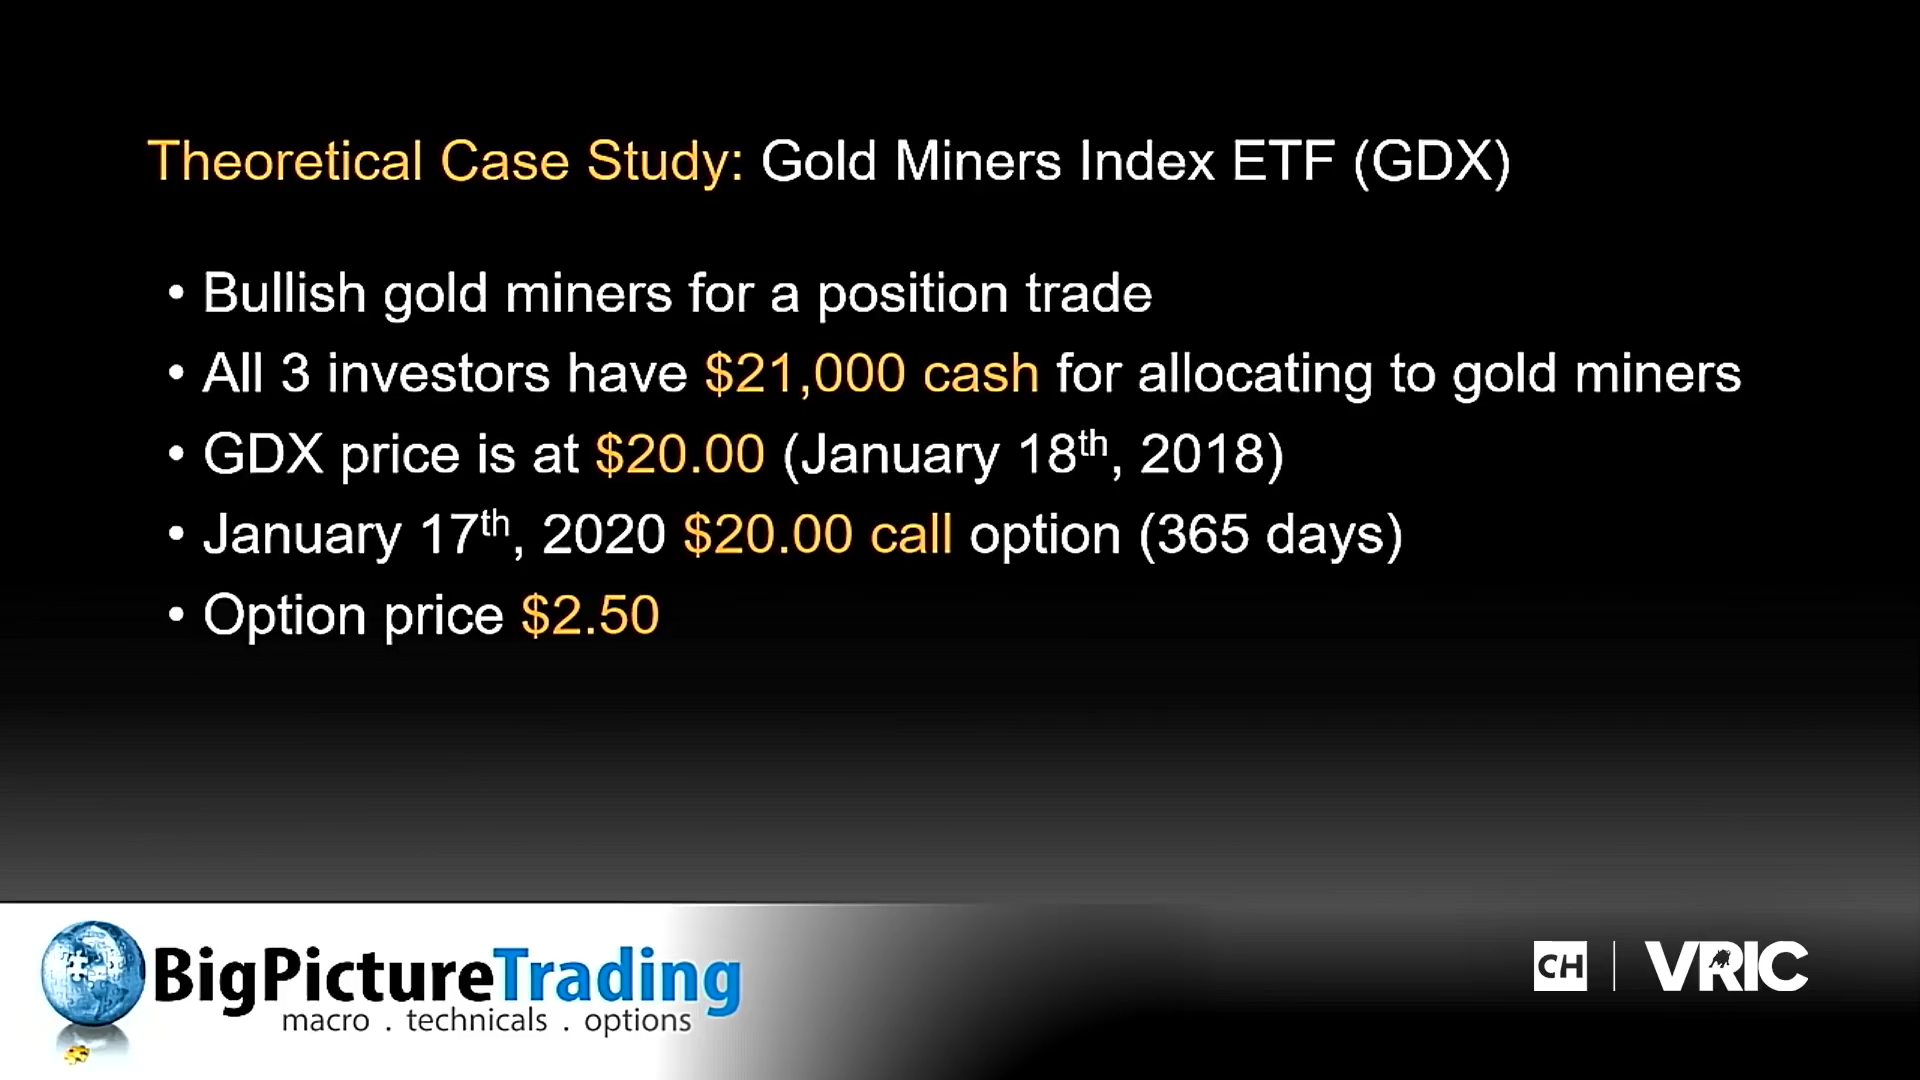 Theoretical Case Study: Gold Miners Index ETF (GDX)
• Bullish gold miners for a position trade
• All 3 investors have $21,000 cash for allocating to gold miners
• GDX price is at $20.00 (January 18th, 2018)
• January 17th, 2020 $20.00 call option (365 days)
• Option price $2.50
BigPictureTrading
macro . technicals . options
CH | VRIC